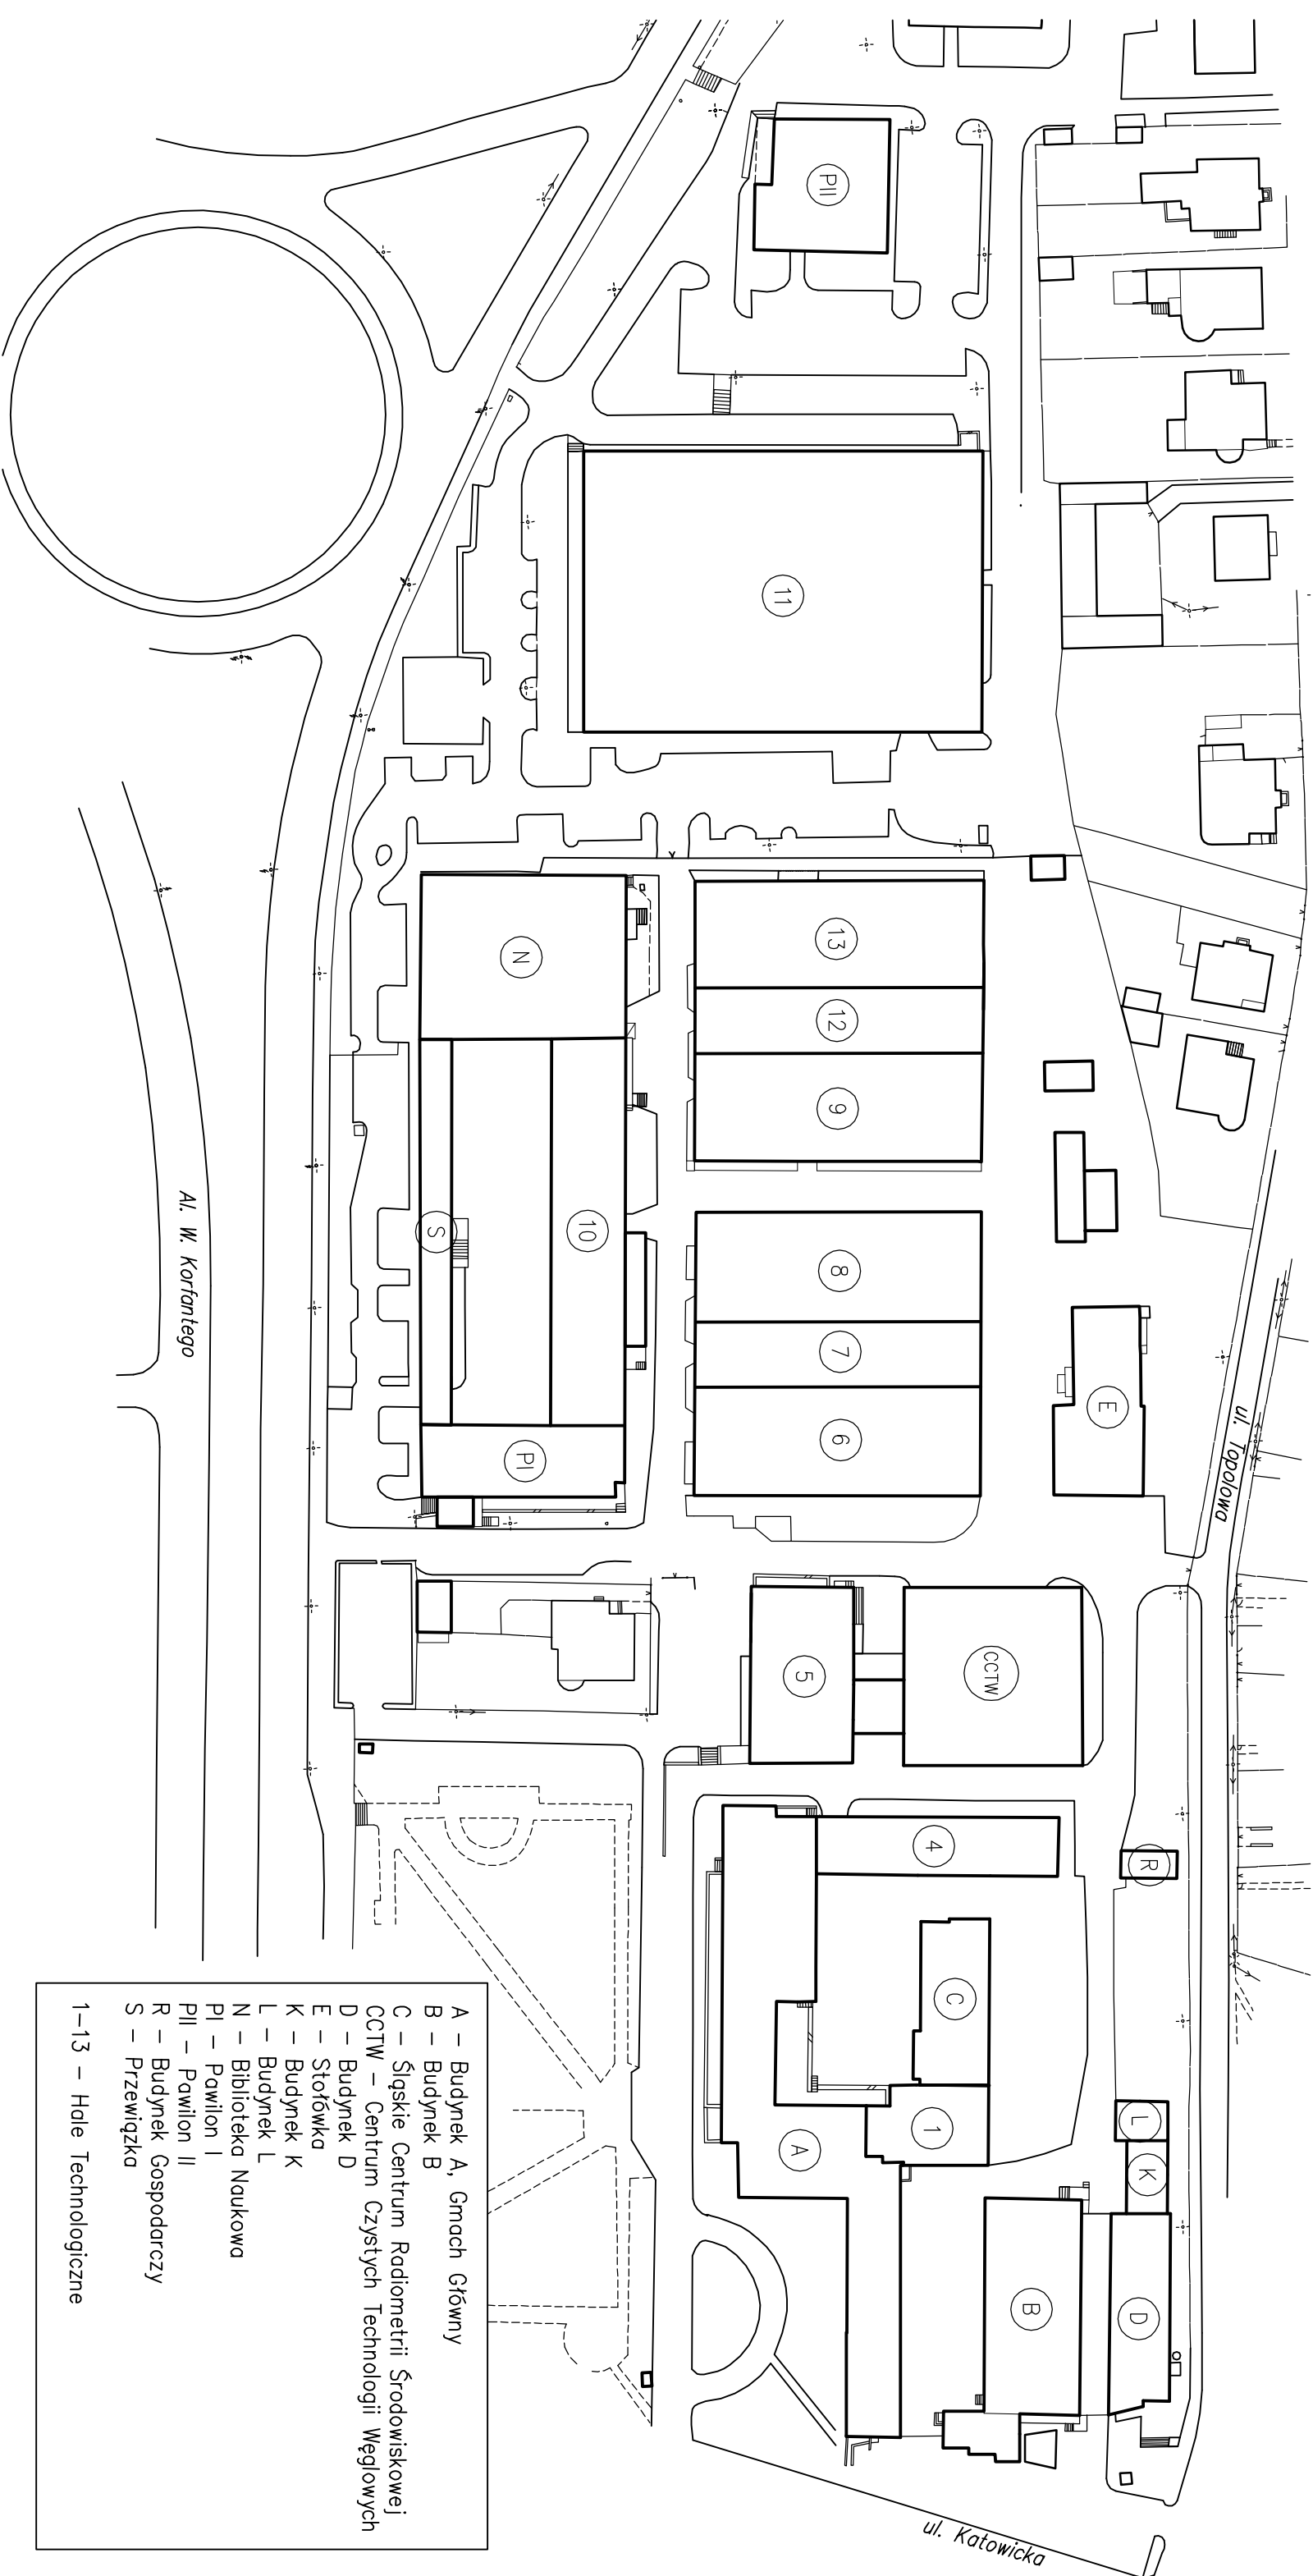 PII
11
13
12
9
N
S
10
PI
8
7
6
E
5
CCTW
4
R
C
1
A
L
K
B
D
Al. W. Korfantego
ul. Topolowa
ul. Katowicka
A – Budynek A, Gmach Główny
B – Budynek B
C – Śląskie Centrum Radiometrii Środowiskowej
CCTW – Centrum Czystych Technologii Węglowych
D – Budynek D
E – Stołówka
K – Budynek K
L – Budynek L
N – Biblioteka Naukowa
PI – Pawilon I
PII – Pawilon II
R – Budynek Gospodarczy
S – Przewiązka
1–13 – Hale Technologiczne